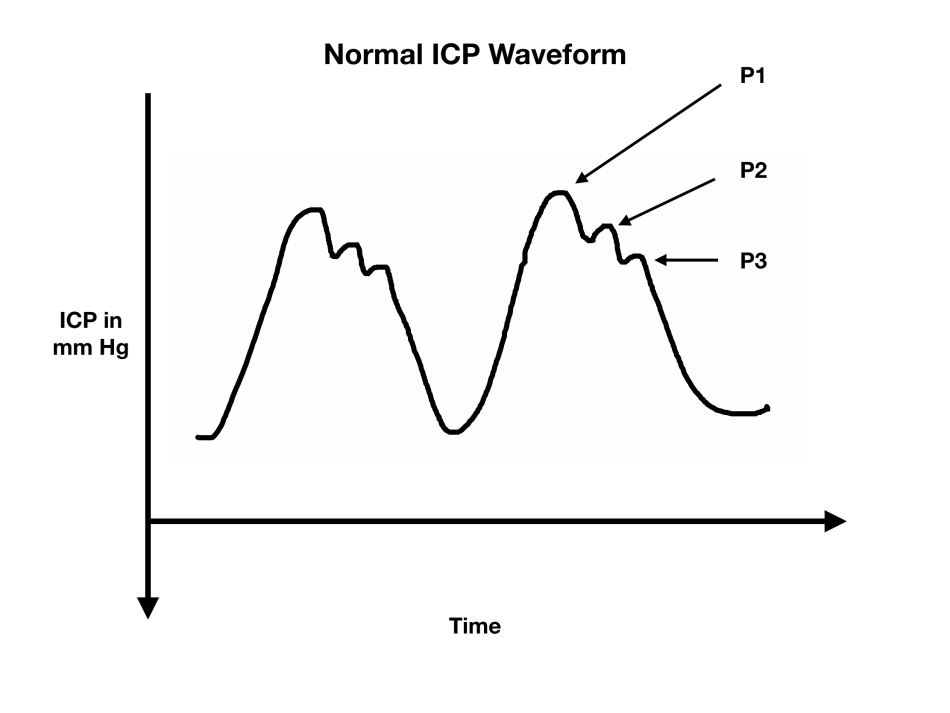 Normal ICP Waveform
P1
P2
P3
ICP in
mm Hg
Time